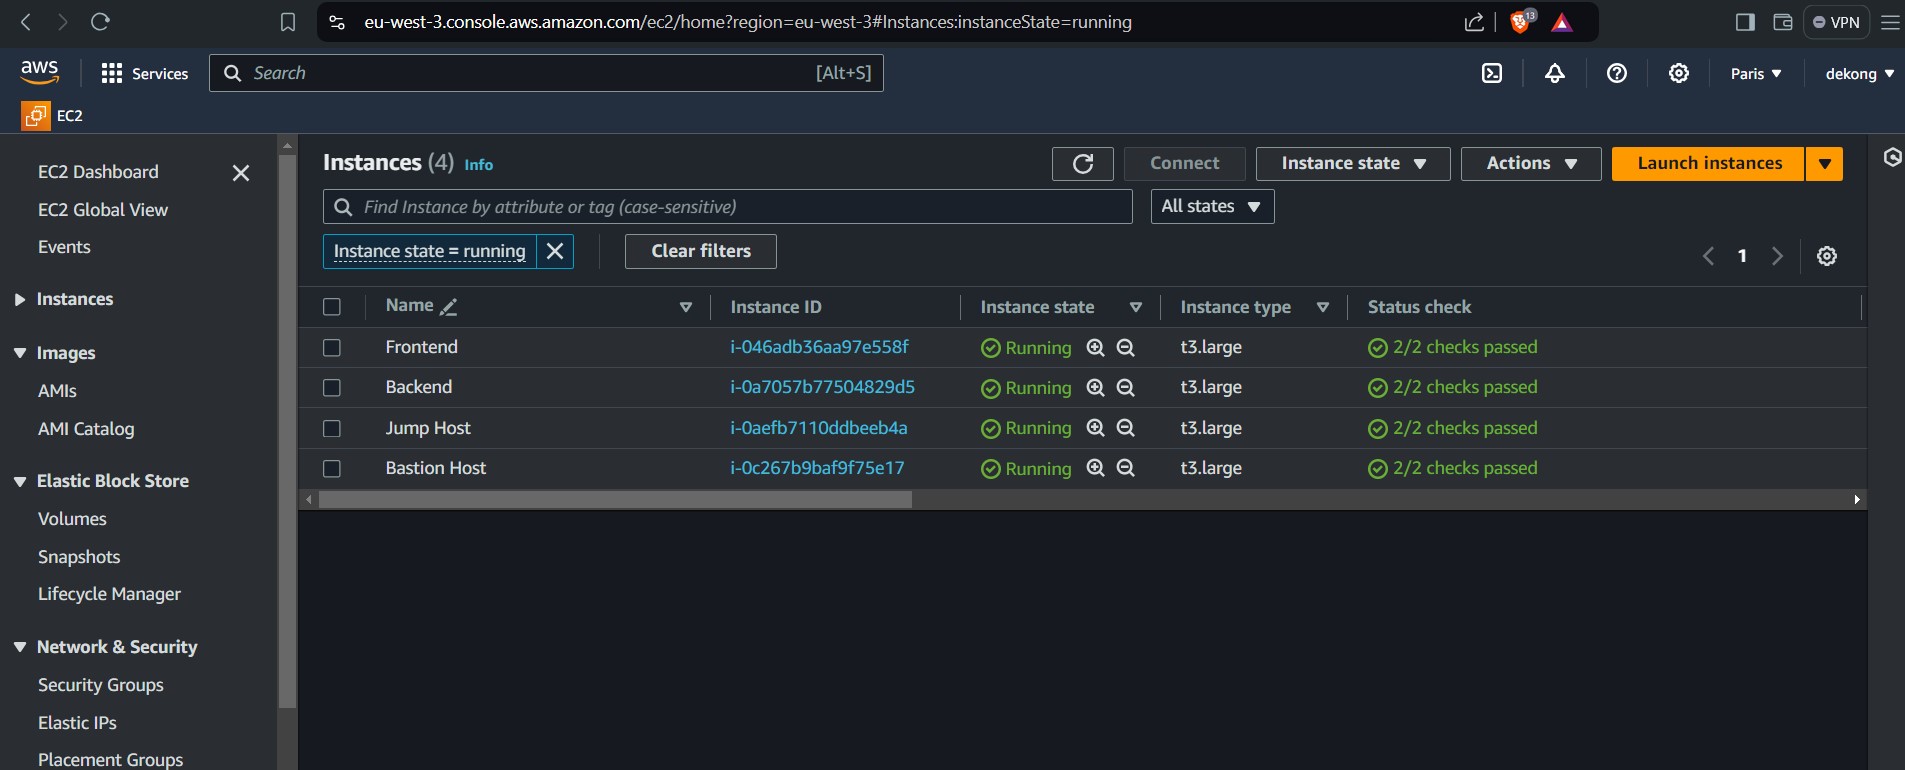 eu-west-3.console.aws.amazon.com/ec2/home?region=eu-west-3#Instances:instanceState=running
13
VPN
aws
Services
Search
[Alt+S]
Paris
dekong
EC2
EC2 Dashboard
EC2 Global View
Events
Instances
Images
AMIs
AMI Catalog
Elastic Block Store
Volumes
Snapshots
Lifecycle Manager
Network & Security
Security Groups
Elastic IPs
Placement Groups
Instances (4) Info
Connect
Instance state
Actions
Launch instances
Find Instance by attribute or tag (case-sensitive)
All states
Instance state = running
Clear filters
1
Name Instance ID Instance state Instance type Status check
Frontend i-046adb36aa97e558f Running t3.large 2/2 checks passed
Backend i-0a7057b77504829d5 Running t3.large 2/2 checks passed
Jump Host i-0aefb7110ddbeeb4a Running t3.large 2/2 checks passed
Bastion Host i-0c267b9baf9f75e17 Running t3.large 2/2 checks passed